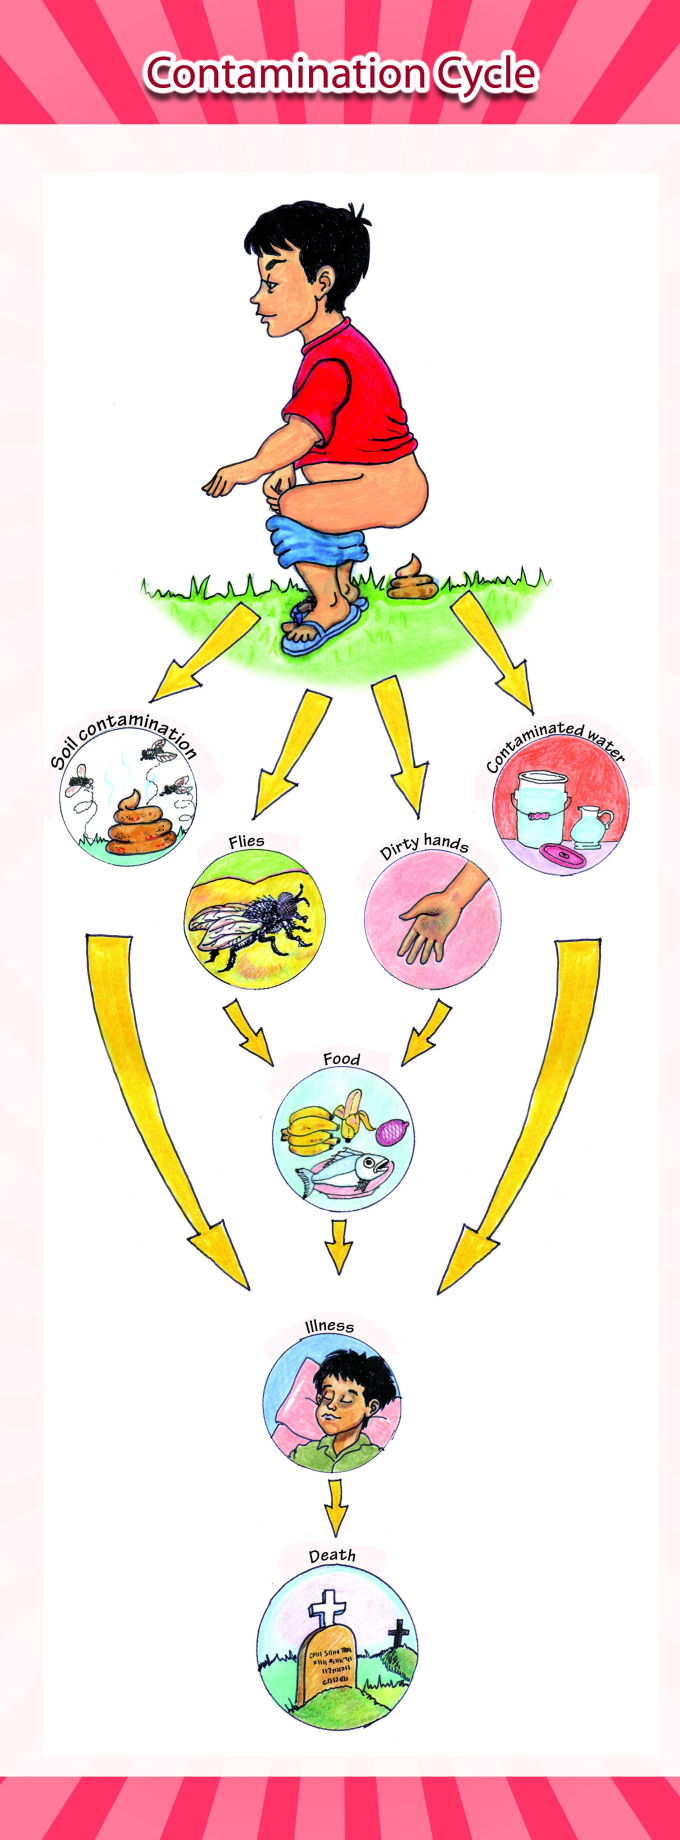 Contamination Cycle
Soil contamination
Contaminated water
Flies
Dirty hands
Food
Illness
Death